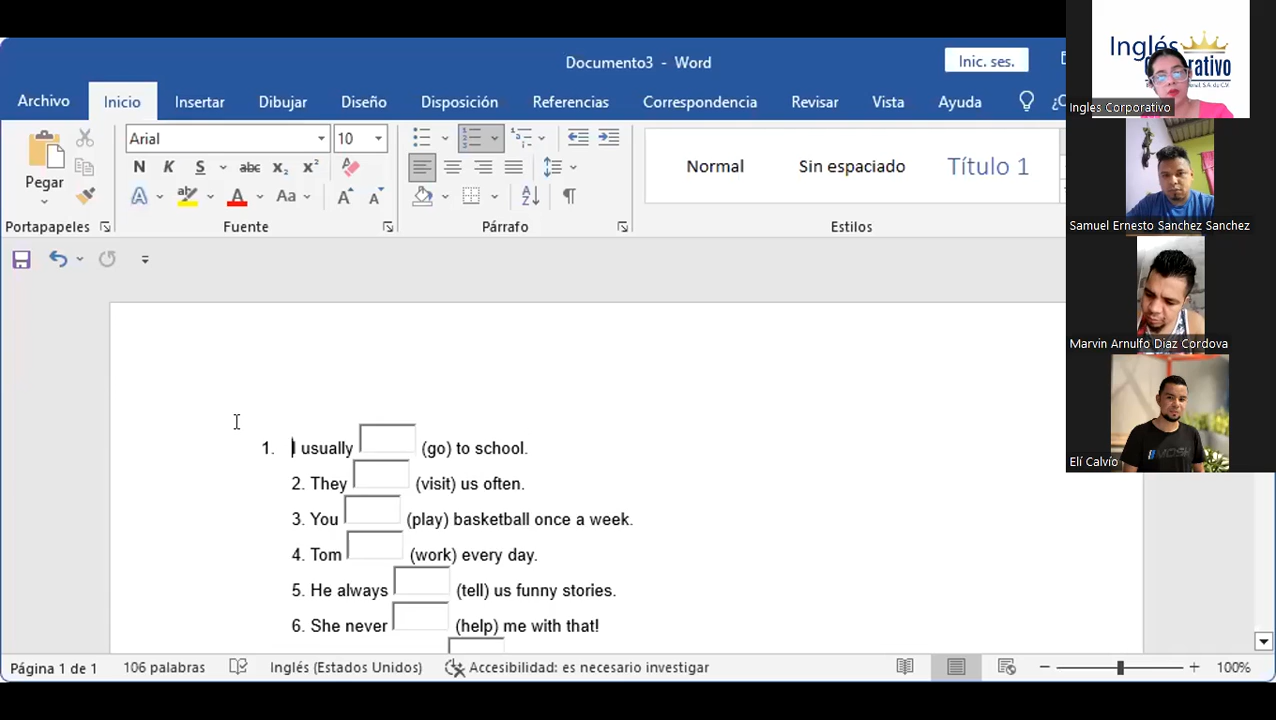 Documento3 - Word
Inic. ses.
Archivo
Inicio
Insertar
Dibujar
Diseño
Disposición
Referencias
Correspondencia
Revisar
Vista
Ayuda
Pegar
Portapapeles
Arial
10
N K S abc x₂ x²
A ab A Aa A A
Fuente
Párrafo
Normal
Sin espaciado
Título 1
Estilos
1. I usually (go) to school.
2. They (visit) us often.
3. You (play) basketball once a week.
4. Tom (work) every day.
5. He always (tell) us funny stories.
6. She never (help) me with that!
Página 1 de 1
106 palabras
Inglés (Estados Unidos)
Accesibilidad: es necesario investigar
100%
Inglés
Ingles Corporativo
Samuel Ernesto Sanchez Sanchez
Marvin Arnulfo Diaz Cordova
Elí Calvío